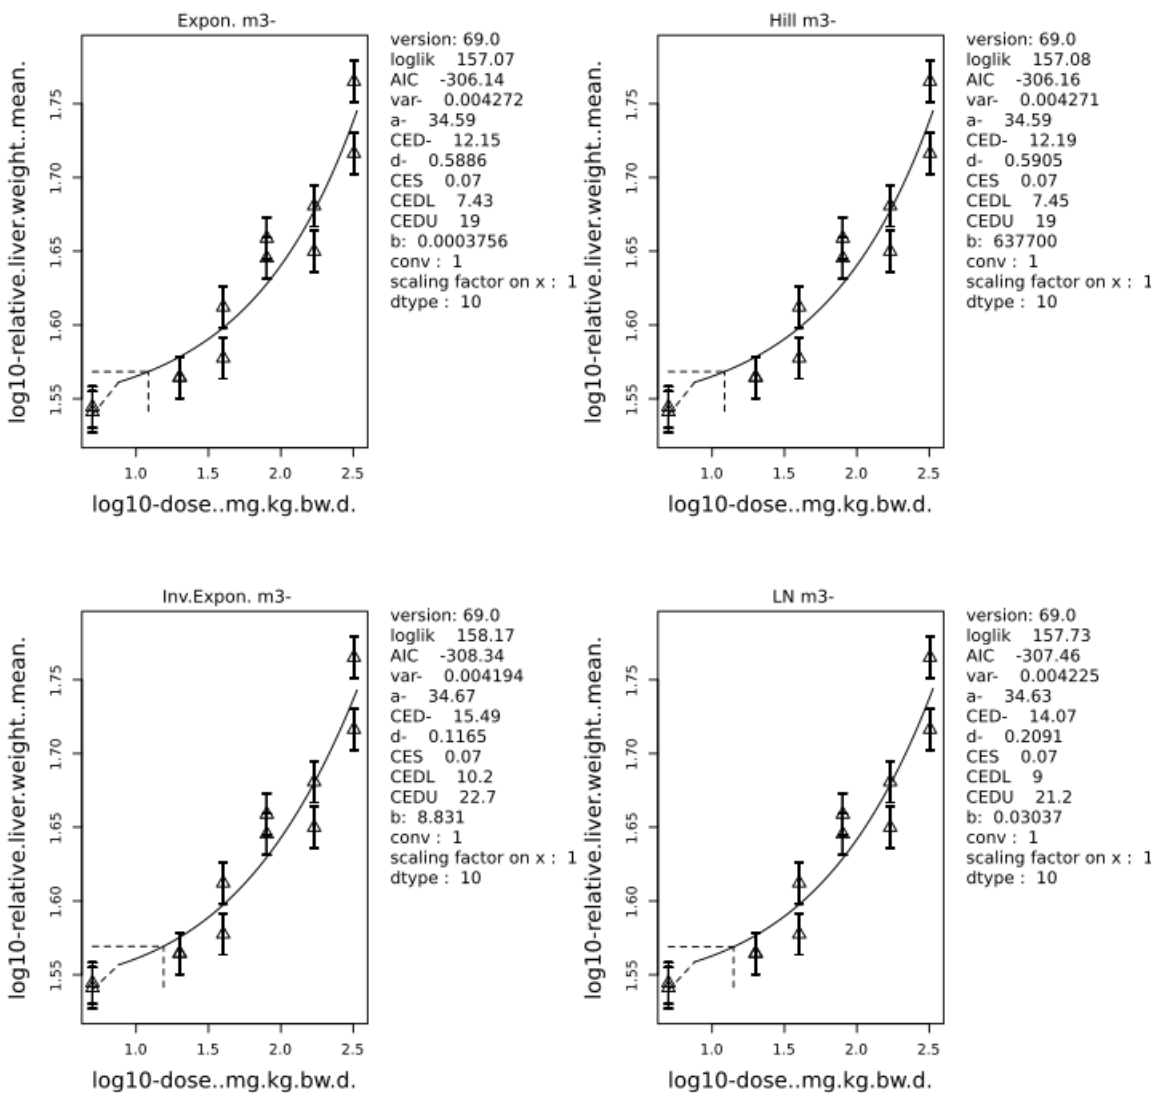 Expon. m3-
log10-relative.liver.weight..mean.
1.75
1.70
1.65
1.60
1.55
1.0 1.5 2.0 2.5
log10-dose..mg.kg.bw.d.
version: 69.0
loglik 157.07
AIC -306.14
var- 0.004272
a- 34.59
CED- 12.15
d- 0.5886
CES 0.07
CEDL 7.43
CEDU 19
b: 0.0003756
conv : 1
scaling factor on x : 1
dtype : 10
Hill m3-
log10-relative.liver.weight..mean.
1.75
1.70
1.65
1.60
1.55
1.0 1.5 2.0 2.5
log10-dose..mg.kg.bw.d.
version: 69.0
loglik 157.08
AIC -306.16
var- 0.004271
a- 34.59
CED- 12.19
d- 0.5905
CES 0.07
CEDL 7.45
CEDU 19
b: 637700
conv : 1
scaling factor on x : 1
dtype : 10
Inv.Expon. m3-
log10-relative.liver.weight..mean.
1.75
1.70
1.65
1.60
1.55
1.0 1.5 2.0 2.5
log10-dose..mg.kg.bw.d.
version: 69.0
loglik 158.17
AIC -308.34
var- 0.004194
a- 34.67
CED- 15.49
d- 0.1165
CES 0.07
CEDL 10.2
CEDU 22.7
b: 8.831
conv : 1
scaling factor on x : 1
dtype : 10
LN m3-
log10-relative.liver.weight..mean.
1.75
1.70
1.65
1.60
1.55
1.0 1.5 2.0 2.5
log10-dose..mg.kg.bw.d.
version: 69.0
loglik 157.73
AIC -307.46
var- 0.004225
a- 34.63
CED- 14.07
d- 0.2091
CES 0.07
CEDL 9
CEDU 21.2
b: 0.03037
conv : 1
scaling factor on x : 1
dtype : 10